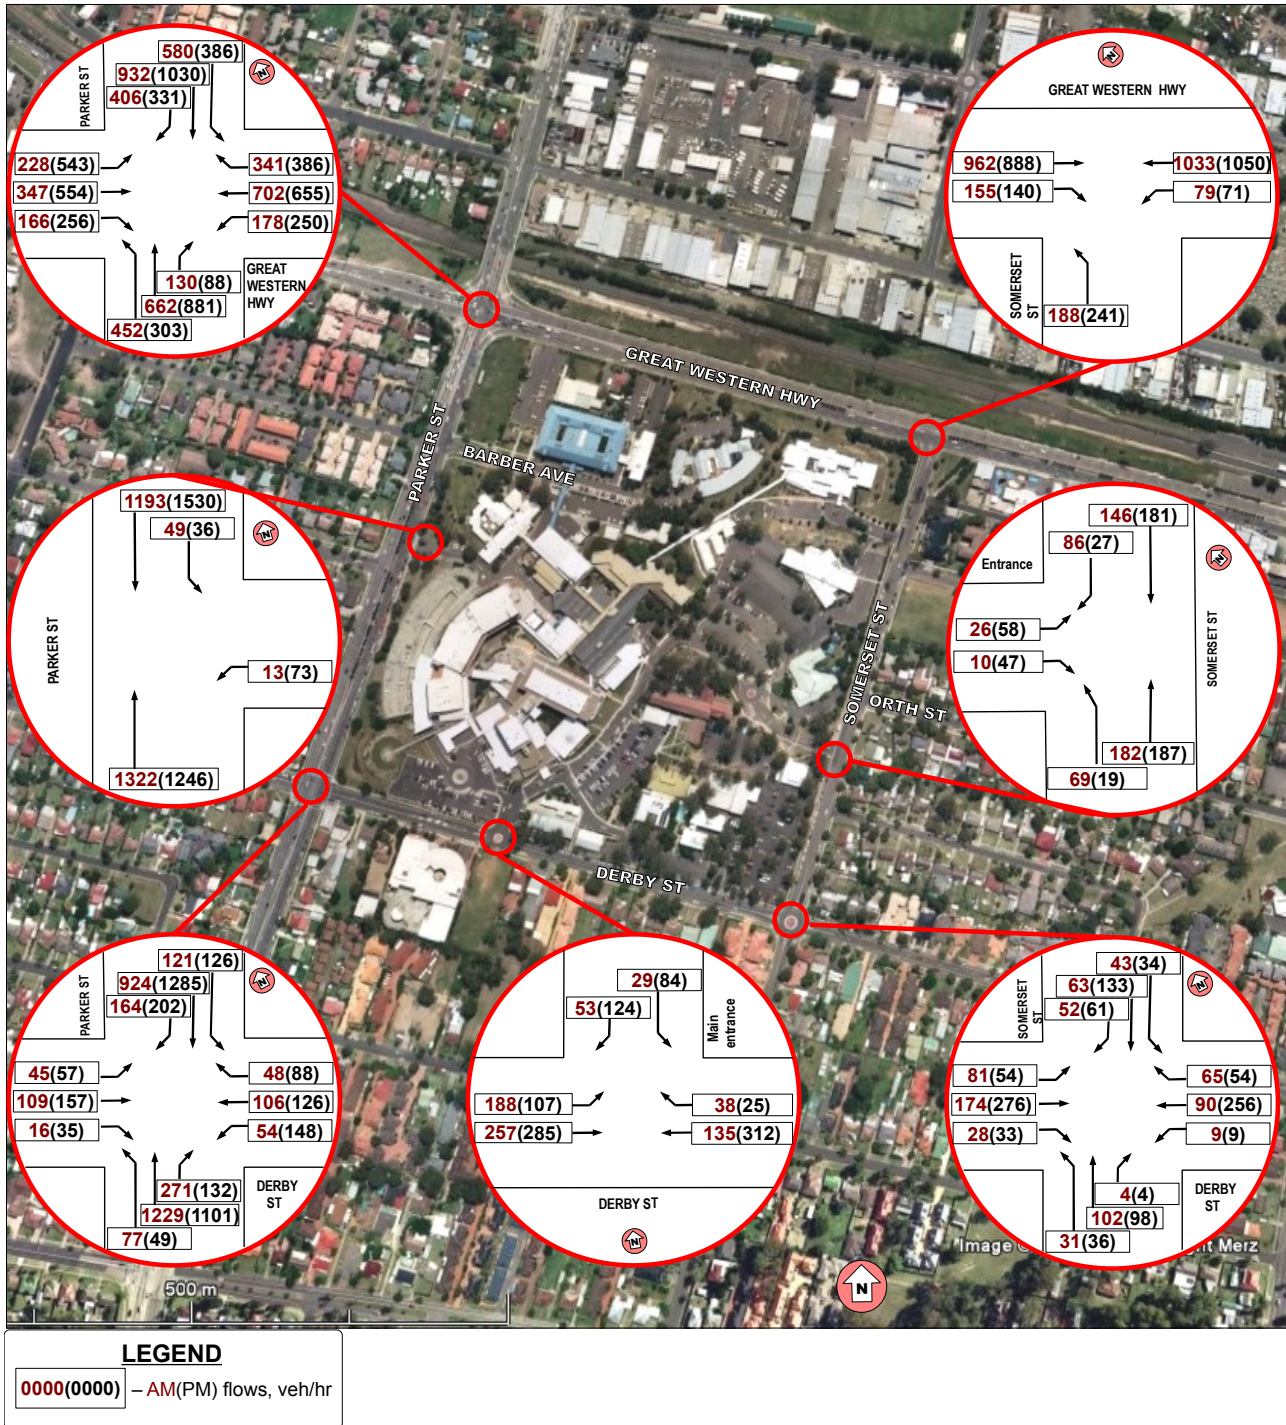 PARKER ST
580(386)
932(1030)
406(331)
N
228(543)
347(554)
166(256)
341(386)
702(655)
178(250)
130(88)
662(881)
452(303)
GREAT
WESTERN
HWY
N
GREAT WESTERN HWY
962(888)
155(140)
1033(1050)
79(71)
SOMERSET
ST
188(241)
GREAT WESTERN HWY
PARKER ST
BARBER AVE
1193(1530)
49(36)
N
PARKER ST
13(73)
1322(1246)
146(181)
86(27)
Entrance
N
26(58)
10(47)
SOMERSET ST
182(187)
69(19)
SOMERSET ST
ORTH ST
DERBY ST
121(126)
924(1285)
164(202)
PARKER ST
N
45(57)
109(157)
16(35)
48(88)
106(126)
54(148)
271(132)
1229(1101)
77(49)
DERBY
ST
29(84)
53(124)
Main
entrance
188(107)
257(285)
38(25)
135(312)
DERBY ST
N
43(34)
63(133)
52(61)
SOMERSET
ST
N
81(54)
174(276)
28(33)
65(54)
90(256)
9(9)
4(4)
102(98)
31(36)
DERBY
ST
Image
Merz
N
500 m
LEGEND
0000(0000) – AM(PM) flows, veh/hr